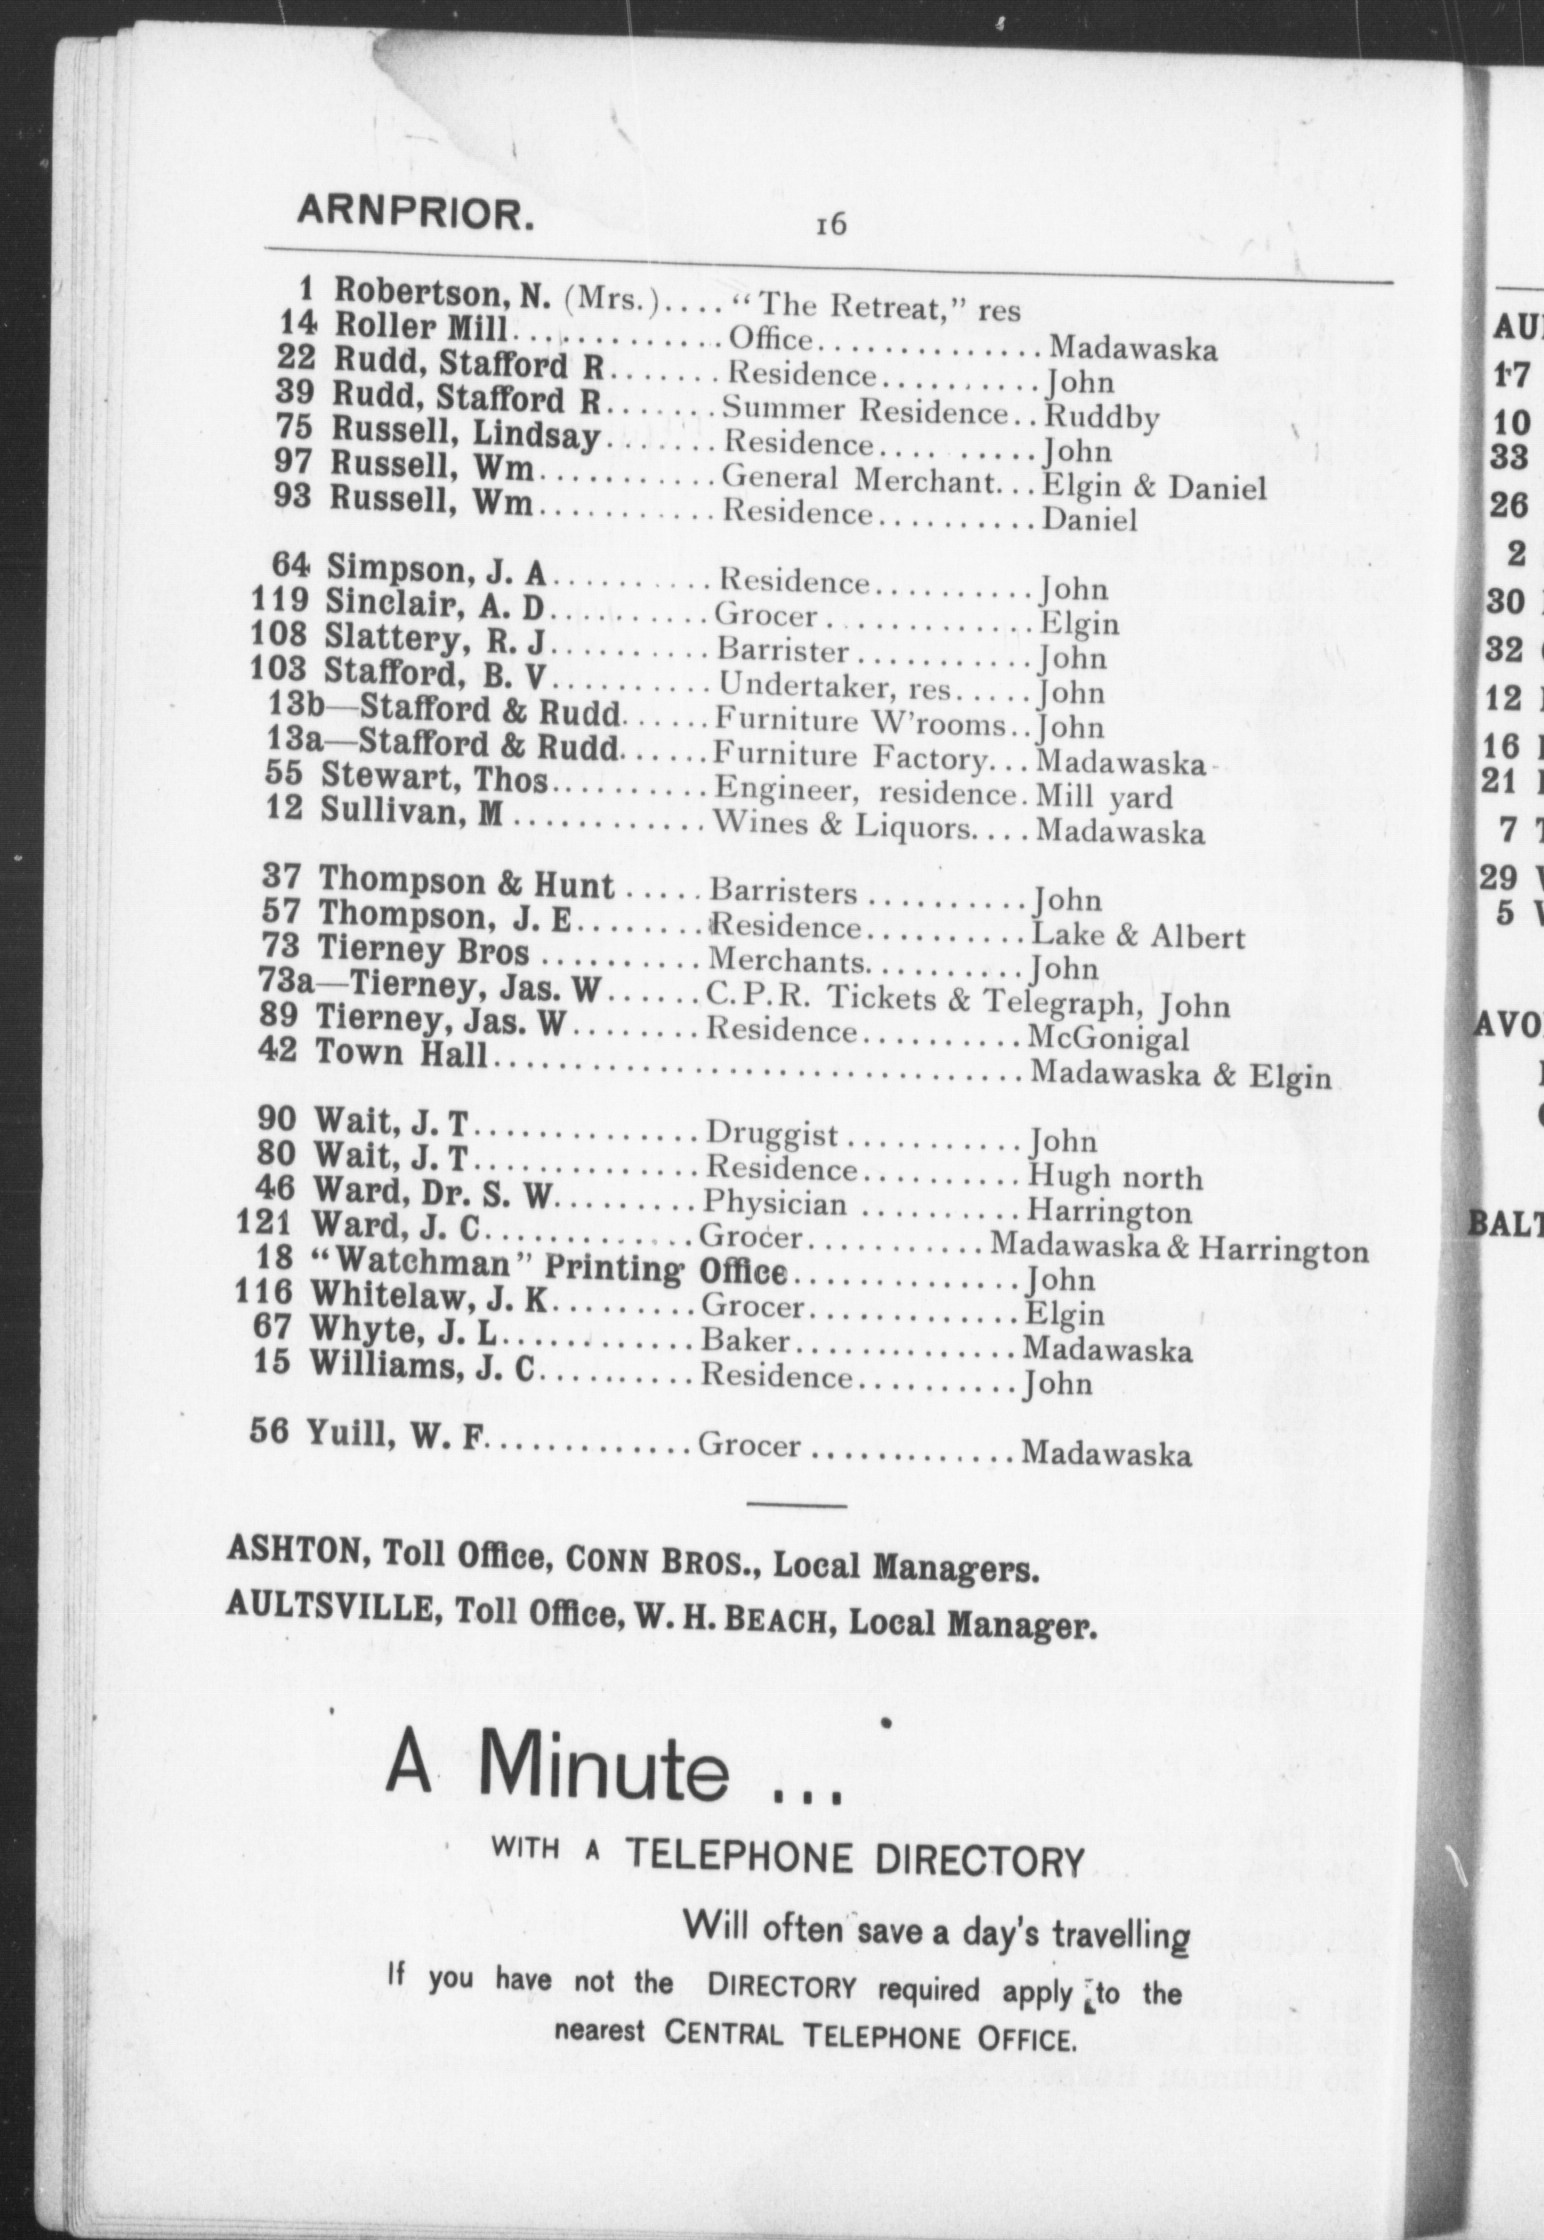 ARNPRIOR. 16
1 Robertson, N. (Mrs.).... "The Retreat," res
14 Roller Mill.............Office..............Madawaska
22 Rudd, Stafford R.......Residence..........John
39 Rudd, Stafford R.......Summer Residence..Ruddby
75 Russell, Lindsay.......Residence.... .....John
97 Russell, Wm...........General Merchant...Elgin & Daniel
93 Russell, Wm...........Residence..........Daniel
64 Simpson, J. A..........Residence..........John
119 Sinclair, A. D..........Grocer.............Elgin
108 Slattery, R. J..........Barrister...........John
103 Stafford, B. V..........Undertaker, res.....John
13b—Stafford & Rudd......Furniture W'rooms..John
13a—Stafford & Rudd......Furniture Factory...Madawaska
55 Stewart, Thos..........Engineer, residence.Mill yard
12 Sullivan, M............Wines & Liquors....Madawaska
37 Thompson & Hunt.....Barristers..........John
57 Thompson, J. E........Residence..........Lake & Albert
73 Tierney Bros..........Merchants..........John
73a—Tierney, Jas. W......C.P.R. Tickets & Telegraph, John
89 Tierney, Jas. W........Residence..........McGonigal
42 Town Hall.................................Madawaska & Elgin
90 Wait, J. T..............Druggist...........John
80 Wait, J. T..............Residence..........Hugh north
46 Ward, Dr. S. W.........Physician..........Harrington
121 Ward, J. C.............Grocer...........Madawaska & Harrington
18 "Watchman" Printing Office..............John
116 Whitelaw, J. K.........Grocer.............Elgin
67 Whyte, J. L............Baker..............Madawaska
15 Williams, J. C..........Residence..........John
56 Yuill, W. F.............Grocer.............Madawaska
ASHTON, Toll Office, CONN BROS., Local Managers.
AULTSVILLE, Toll Office, W. H. BEACH, Local Manager.
A Minute ...
WITH A TELEPHONE DIRECTORY
Will often save a day's travelling
If you have not the DIRECTORY required apply to the
nearest CENTRAL TELEPHONE OFFICE.
17
10
33
26
2
30
32
12
16
21
7
29
5